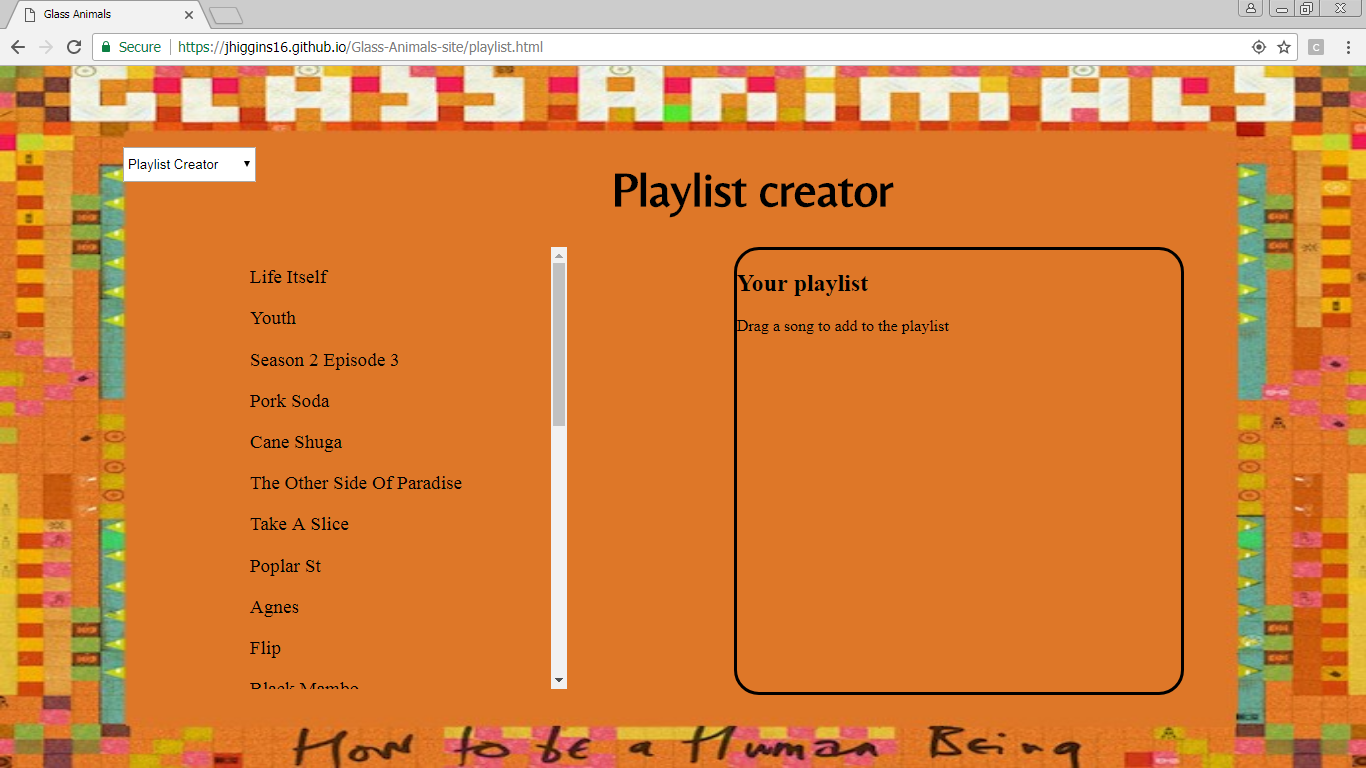 Glass Animals
Secure
https://jhiggins16.github.io/Glass-Animals-site/playlist.html
C
GLASS ANIMALS
Playlist Creator
Playlist creator
Life Itself
Youth
Season 2 Episode 3
Pork Soda
Cane Shuga
The Other Side Of Paradise
Take A Slice
Poplar St
Agnes
Flip
Black Mambo
Your playlist
Drag a song to add to the playlist
How to be a Human Being